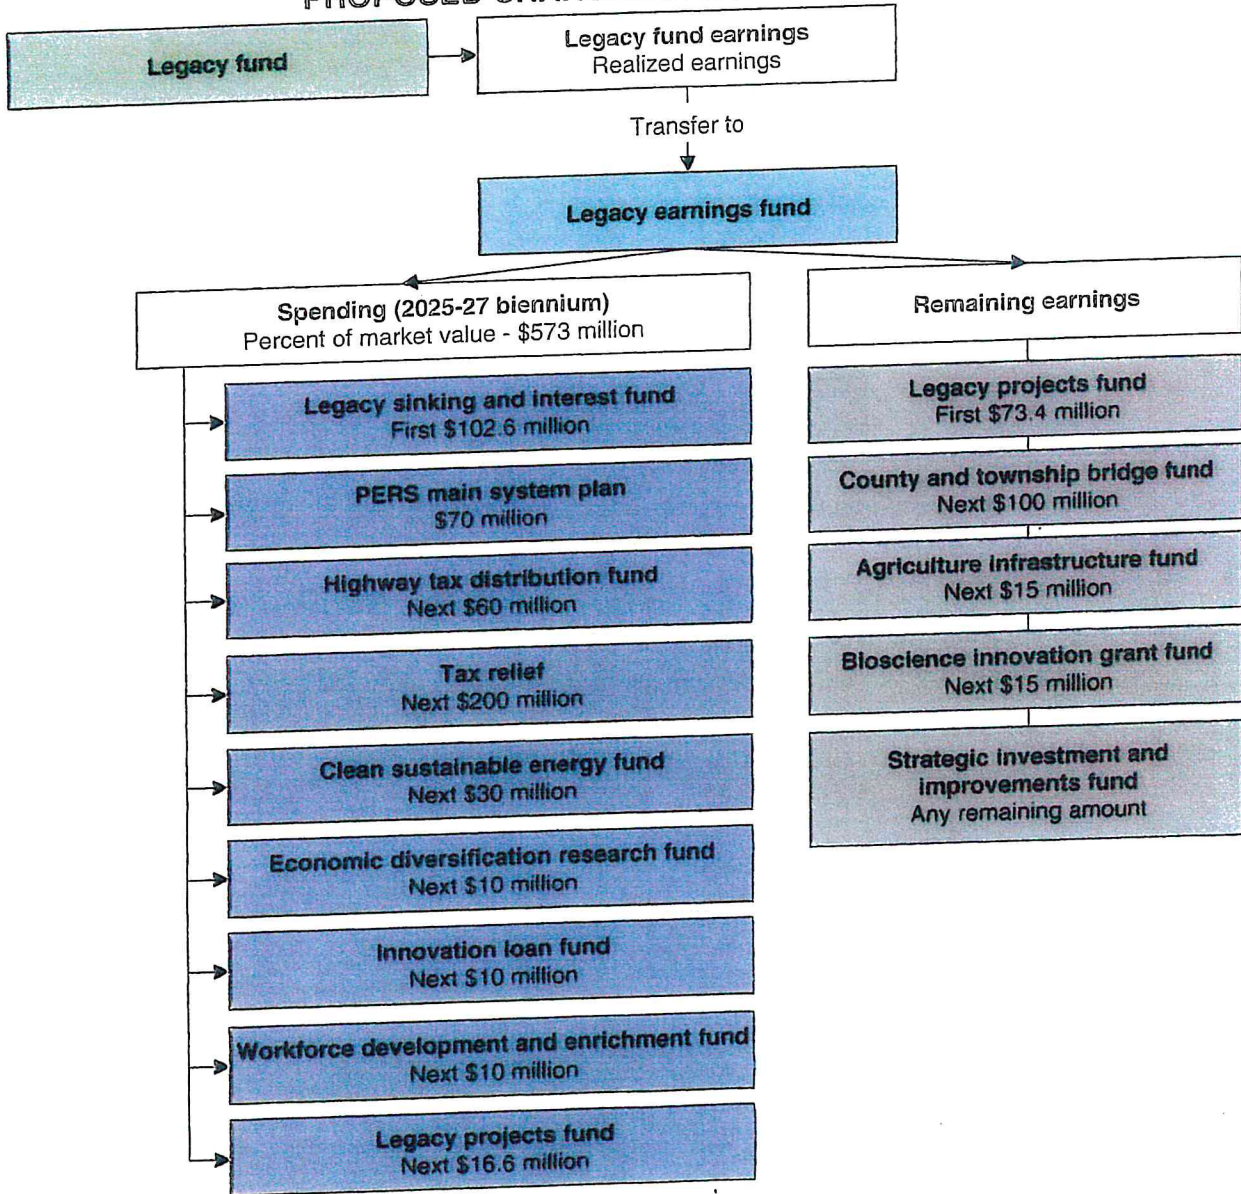 Legacy fund
Legacy fund earnings
Realized earnings
Transfer to
Legacy earnings fund
Spending (2025-27 biennium)
Percent of market value - $573 million
Legacy sinking and interest fund
First $102.6 million
PERS main system plan
$70 million
Highway tax distribution fund
Next $60 million
Tax relief
Next $200 million
Clean sustainable energy fund
Next $30 million
Economic diversification research fund
Next $10 million
Innovation loan fund
Next $10 million
Workforce development and enrichment fund
Next $10 million
Legacy projects fund
Next $16.6 million
Remaining earnings
Legacy projects fund
First $73.4 million
County and township bridge fund
Next $100 million
Agriculture infrastructure fund
Next $15 million
Bioscience innovation grant fund
Next $15 million
Strategic investment and
improvements fund
Any remaining amount